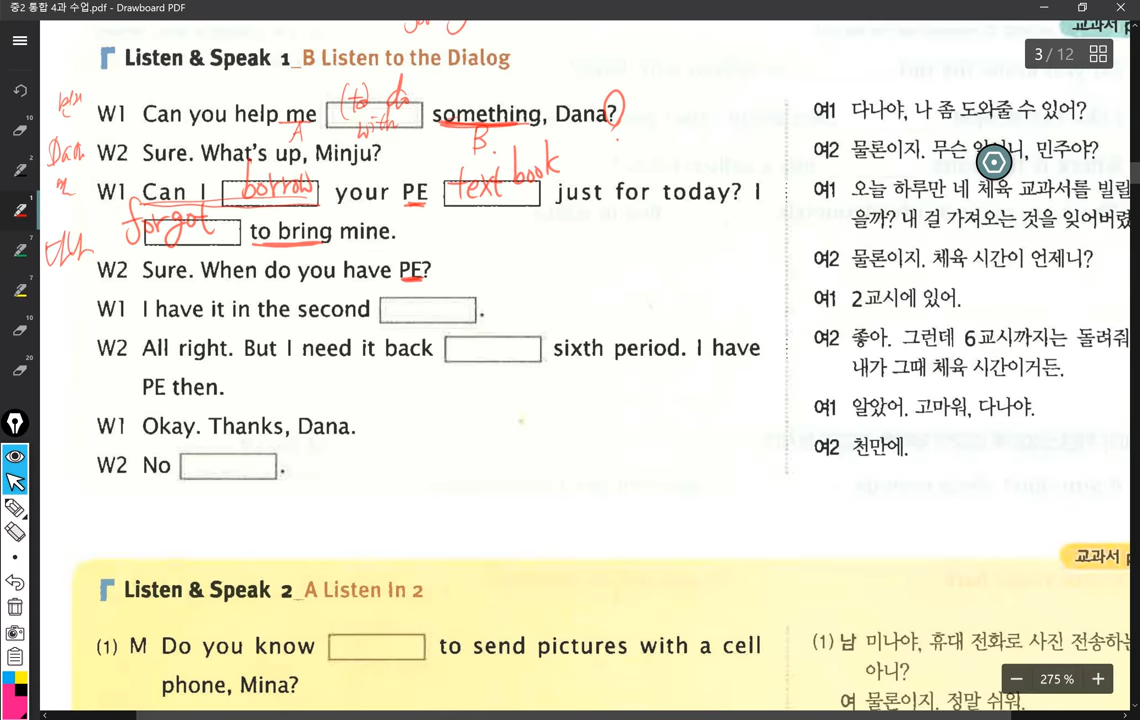 중2 통합 4과 수업.pdf - Drawboard PDF
3 / 12
교과서 p
Listen & Speak 1_B Listen to the Dialog
W1 Can you help me (to) do with something, Dana?
A
B.
W2 Sure. What's up, Minju?
W1 Can I borrow your PE text book just for today? I
forgot to bring mine.
W2 Sure. When do you have PE?
W1 I have it in the second .
W2 All right. But I need it back sixth period. I have
PE then.
W1 Okay. Thanks, Dana.
W2 No .
여1 다나야, 나 좀 도와줄 수 있어?
여2 물론이지. 무슨 니, 민주야?
여1 오늘 하루만 네 체육 교과서를 빌릴
을까? 내 걸 가져오는 것을 잊어버렸
여2 물론이지. 체육 시간이 언제니?
여1 2교시에 있어.
여2 좋아. 그런데 6교시까지는 돌려줘
내가 그때 체육 시간이거든.
여1 알았어. 고마워, 다나야.
여2 천만에.
교과서 p
Listen & Speak 2_A Listen In 2
(1) M Do you know to send pictures with a cell
phone, Mina?
(1) 남 미나야, 휴대 전화로 사진 전송하는
아니?
여 물론이지. 정말 쉬워.
275 %